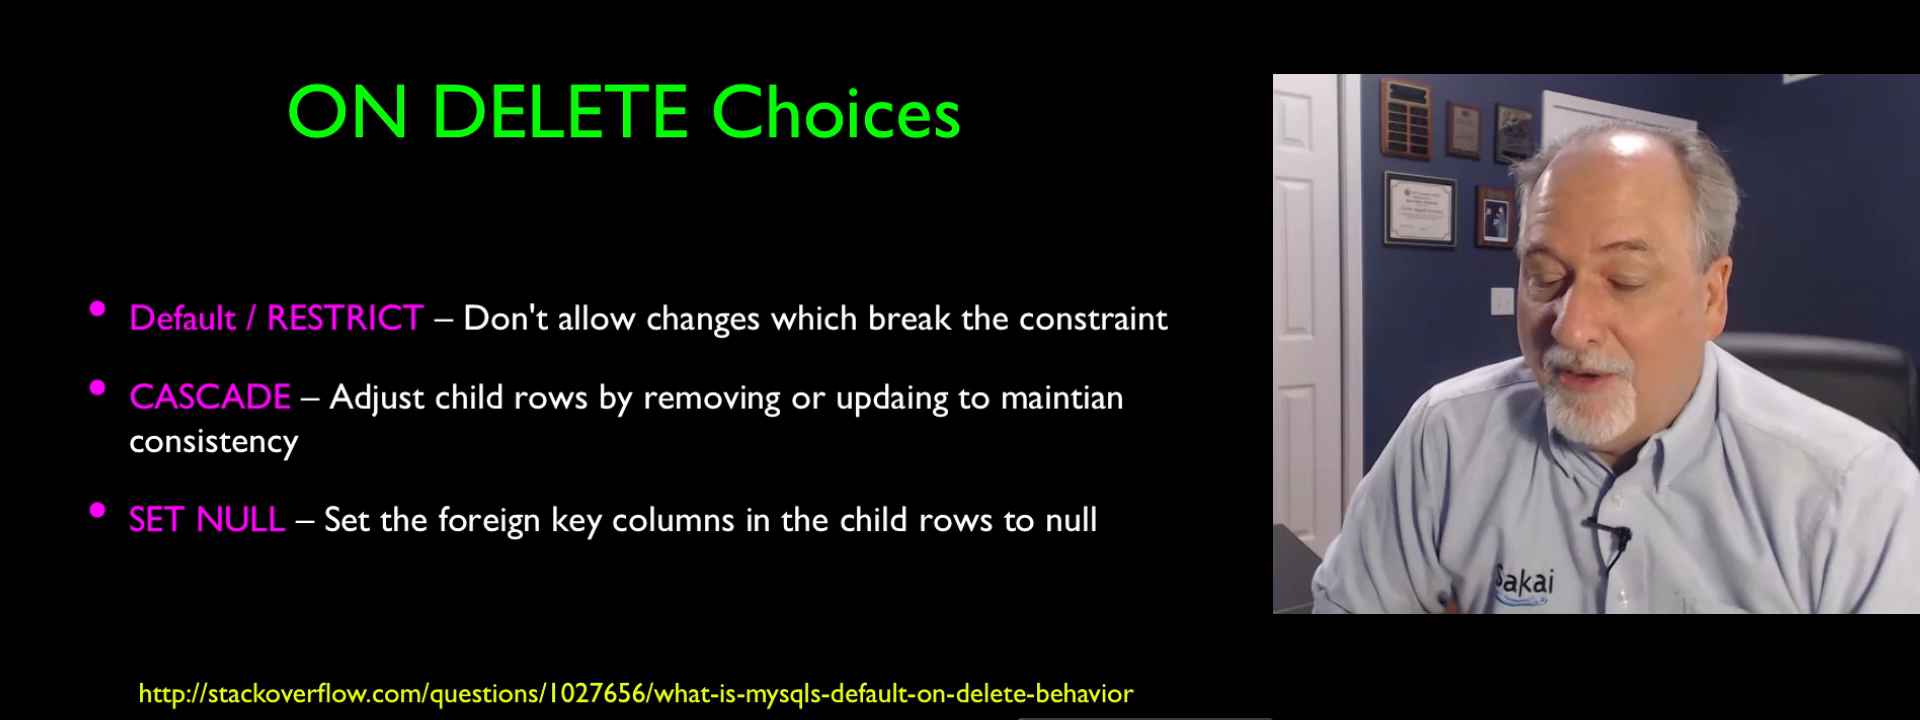 ON DELETE Choices
• Default / RESTRICT – Don't allow changes which break the constraint
• CASCADE – Adjust child rows by removing or updaing to maintian
consistency
• SET NULL – Set the foreign key columns in the child rows to null
Sakai
http://stackoverflow.com/questions/1027656/what-is-mysqls-default-on-delete-behavior